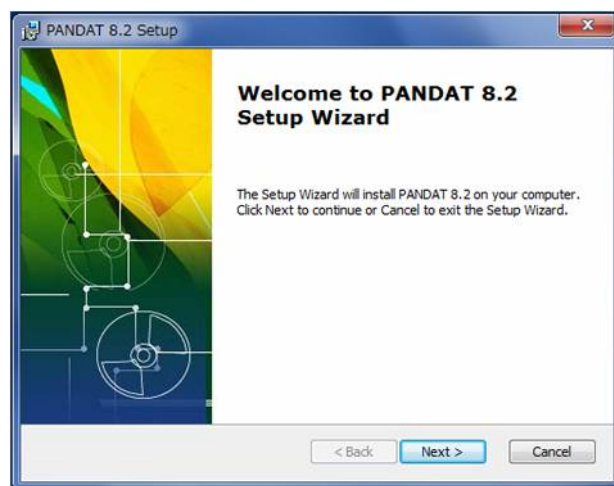 PANDAT 8.2 Setup
Welcome to PANDAT 8.2
Setup Wizard
The Setup Wizard will install PANDAT 8.2 on your computer.
Click Next to continue or Cancel to exit the Setup Wizard.
< Back Next > Cancel